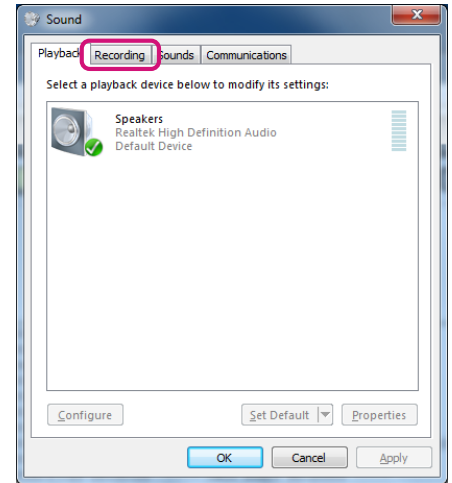 Sound
Playback Recording Sounds Communications
Select a playback device below to modify its settings:
Speakers
Realtek High Definition Audio
Default Device
Configure Set Default Properties
OK Cancel Apply